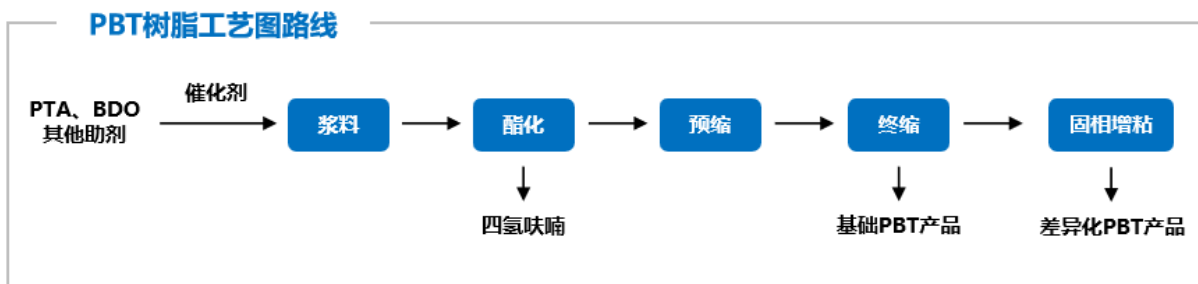 PBT树脂工艺图路线
催化剂
PTA、BDO
其他助剂
浆料
酯化
预缩
终缩
固相增粘
四氢呋喃
基础PBT产品
差异化PBT产品